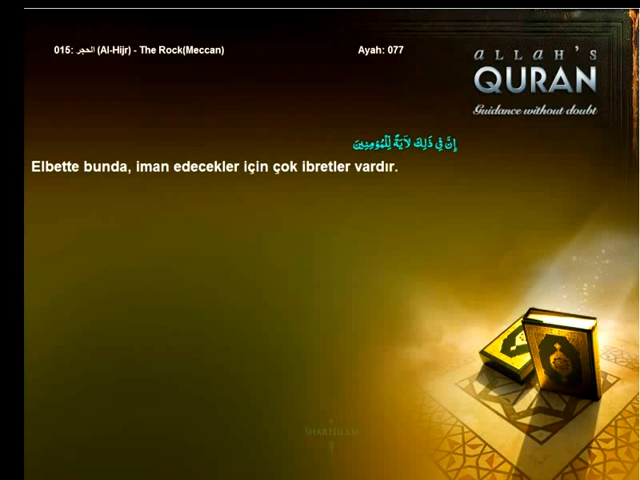 015: الحجر (Al-Hijr) - The Rock(Meccan) Ayah: 077
ALLAH'S
QURAN
Guidance without doubt
إِنَّ فِي ذَٰلِكَ لَآيَةً لِّلْمُؤْمِنِينَ
Elbette bunda, iman edecekler için çok ibretler vardır.
SHAREISLAM